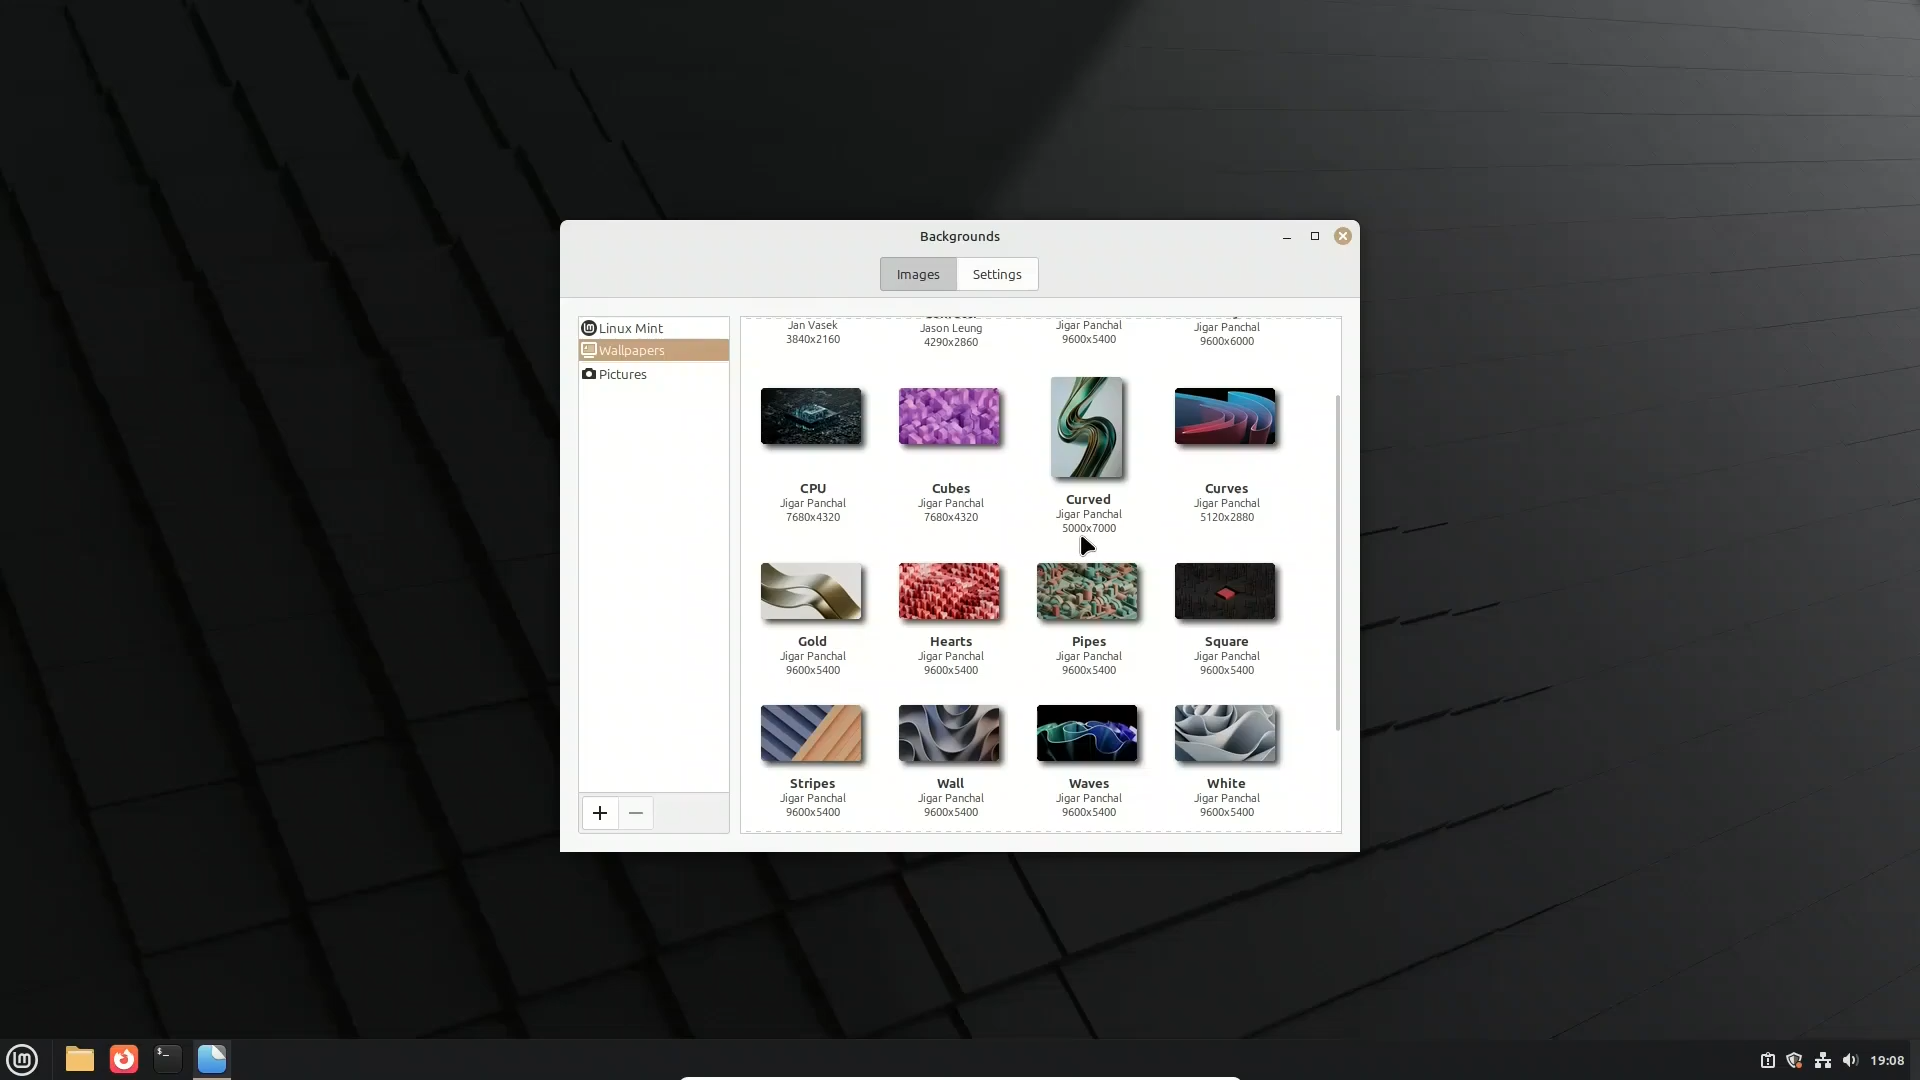 Backgrounds
Images Settings
Linux Mint
Wallpapers
Pictures
Jan Vasek
3840x2160
Jason Leung
4290x2860
Jigar Panchal
9600x5400
Jigar Panchal
9600x6000
CPU
Jigar Panchal
7680x4320
Cubes
Jigar Panchal
7680x4320
Curved
Jigar Panchal
5000x7000
Curves
Jigar Panchal
5120x2880
Gold
Jigar Panchal
9600x5400
Hearts
Jigar Panchal
9600x5400
Pipes
Jigar Panchal
9600x5400
Square
Jigar Panchal
9600x5400
Stripes
Jigar Panchal
9600x5400
Wall
Jigar Panchal
9600x5400
Waves
Jigar Panchal
9600x5400
White
Jigar Panchal
9600x5400
$_
19:08